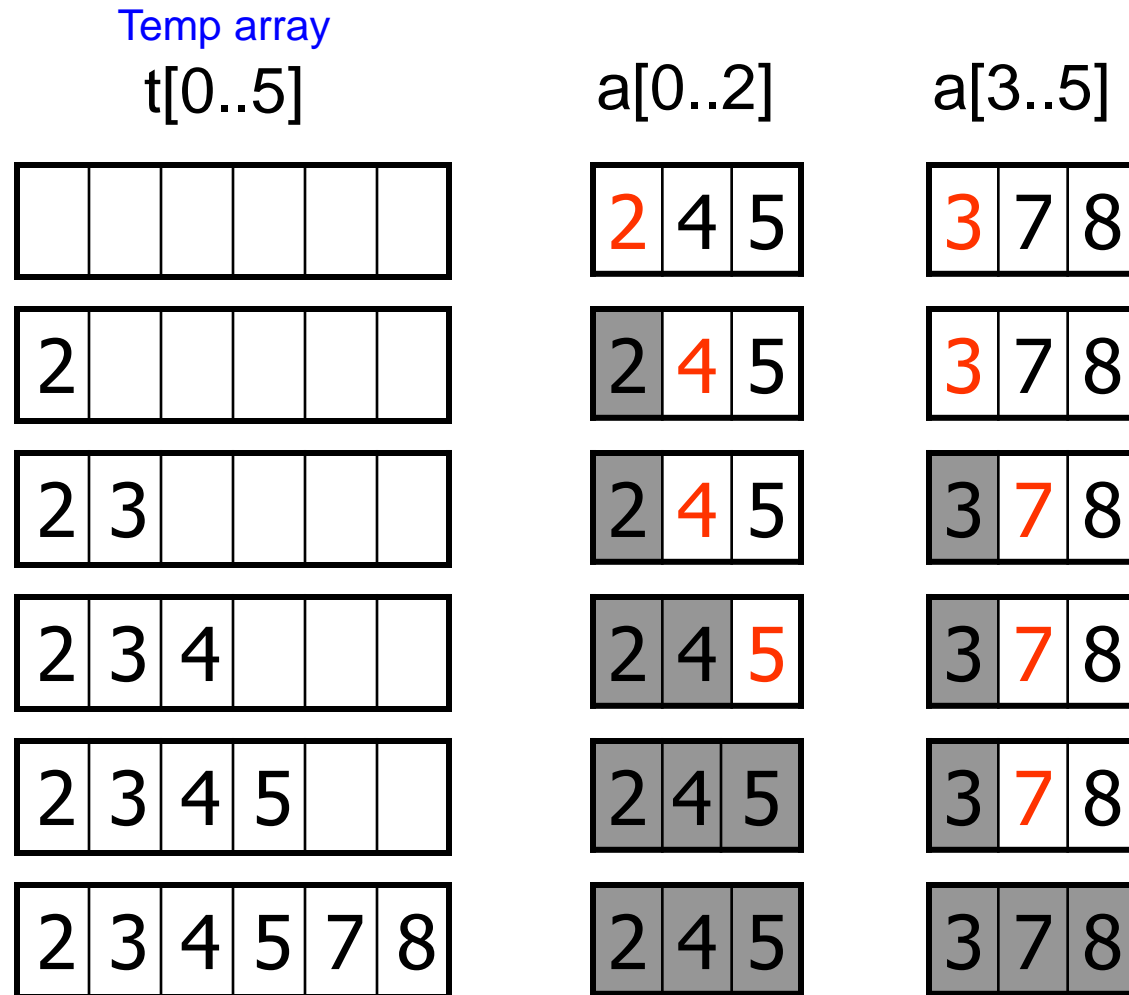 Temp array
t[0..5] a[0..2] a[3..5]
2 4 5 3 7 8
2 2 4 5 3 7 8
2 3 2 4 5 3 7 8
2 3 4 2 4 5 3 7 8
2 3 4 5 2 4 5 3 7 8
2 3 4 5 7 8 2 4 5 3 7 8